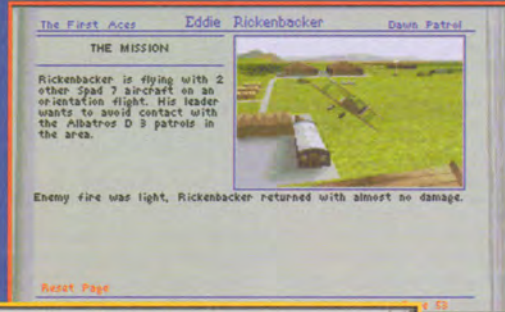 The First Aces
Eddie Rickenbacker
Dawn Patrol
THE MISSION
Rickenbacker is flying with 2
other Spad 7 aircraft on an
orientation flight. His leader
wants to avoid contact with
the Albatros D 3 patrols in
the area.
Enemy fire was light, Rickenbacker returned with almost no damage.
Reset Page
53